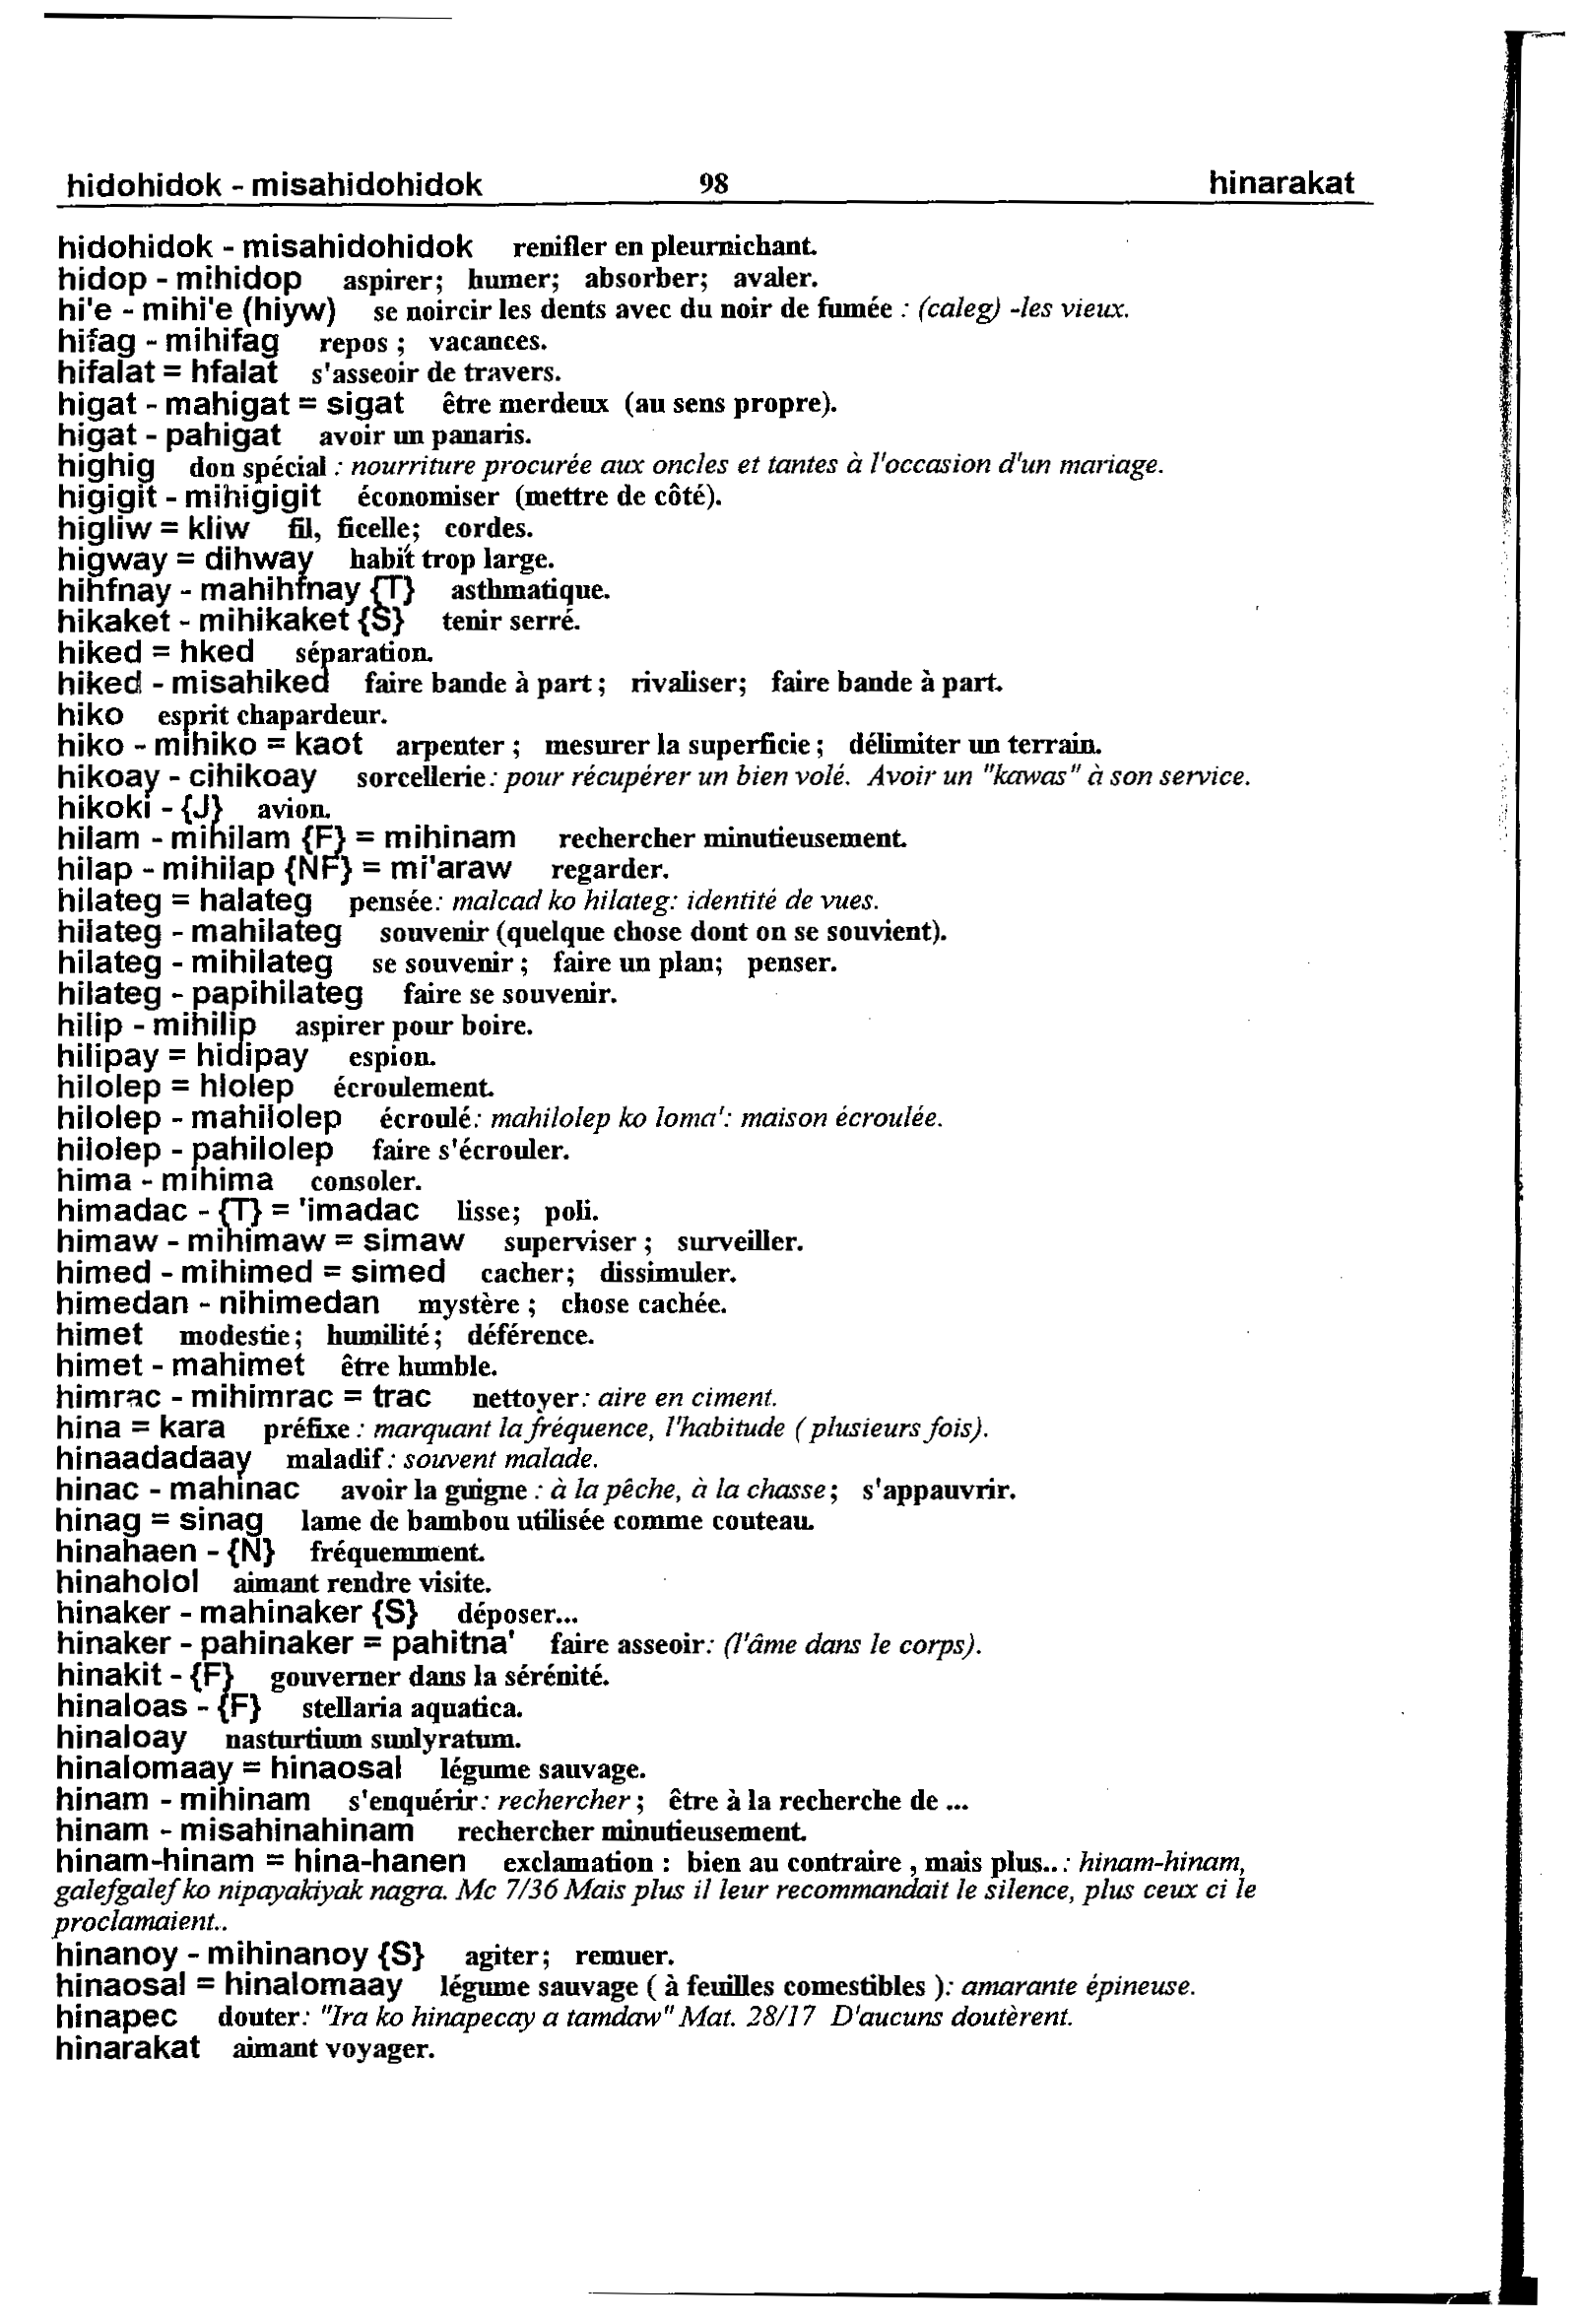 hidohidok - misahidohidok 98 hinarakat
hidohidok - misahidohidok renifler en pleurnichant.
hidop - mihidop aspirer; humer; absorber; avaler.
hi'e - mihi'e (hiyw) se noircir les dents avec du noir de fumée : (caleg) -les vieux.
hifag - mihifag repos ; vacances.
hifalat = hfalat s'asseoir de travers.
higat - mahigat = sigat être merdeux (au sens propre).
higat - pahigat avoir un panaris.
highig don spécial : nourriture procurée aux oncles et tantes à l'occasion d'un mariage.
higigit - mihigigit économiser (mettre de côté).
higliw = kliw fil, ficelle; cordes.
higway = dihway habit trop large.
hihfnay - mahihfnay {T} asthmatique.
hikaket - mihikaket {S} tenir serré.
hiked = hked séparation.
hiked - misahiked faire bande à part ; rivaliser; faire bande à part.
hiko esprit chapardeur.
hiko - mihiko = kaot arpenter ; mesurer la superficie ; délimiter un terrain.
hikoay - cihikoay sorcellerie : pour récupérer un bien volé. Avoir un "kawas" à son service.
hikoki - {J} avion.
hilam - mihilam {F} = mihinam rechercher minutieusement.
hilap - mihilap {NF} = mi'araw regarder.
hilateg = halateg pensée : malcad ko hilateg: identité de vues.
hilateg - mahilateg souvenir (quelque chose dont on se souvient).
hilateg - mihilateg se souvenir ; faire un plan; penser.
hilateg - papihilateg faire se souvenir.
hilip - mihilip aspirer pour boire.
hilipay = hidipay espion.
hilolep = hlolep écroulement.
hilolep - mahilolep écroulé : mahilolep ko loma': maison écroulée.
hilolep - pahilolep faire s'écrouler.
hima - mihima consoler.
himadac - {T} = 'imadac lisse; poli.
himaw - mihimaw = simaw superviser ; surveiller.
himed - mihimed = simed cacher; dissimuler.
himedan - nihimedan mystère ; chose cachée.
himet modestie; humilité; déférence.
himet - mahimet être humble.
himrac - mihimrac = trac nettoyer : aire en ciment.
hina = kara préfixe : marquant la fréquence, l'habitude ( plusieurs fois).
hinaadadaay maladif : souvent malade.
hinac - mahinac avoir la guigne : à la pêche, à la chasse; s'appauvrir.
hinag = sinag lame de bambou utilisée comme couteau.
hinahaen - {N} fréquemment.
hinaholol aimant rendre visite.
hinaker - mahinaker {S} déposer...
hinaker - pahinaker = pahitna' faire asseoir: (l'âme dans le corps).
hinakit - {F} gouverner dans la sérénité.
hinaloas - {F} stellaria aquatica.
hinaloay nasturtium sunlyratum.
hinalomaay = hinaosal légume sauvage.
hinam - mihinam s'enquérir : rechercher ; être à la recherche de ...
hinam - misahinahinam rechercher minutieusement.
hinam-hinam = hina-hanen exclamation : bien au contraire , mais plus.. : hinam-hinam,
galefgalef ko nipayakiyak nagra. Mc 7/36 Mais plus il leur recommandait le silence, plus ceux ci le
proclamaient..
hinanoy - mihinanoy {S} agiter; remuer.
hinaosal = hinalomaay légume sauvage ( à feuilles comestibles ): amarante épineuse.
hinapec douter : "Ira ko hinapecay a tamdaw" Mat. 28/17 D'aucuns doutèrent.
hinarakat aimant voyager.